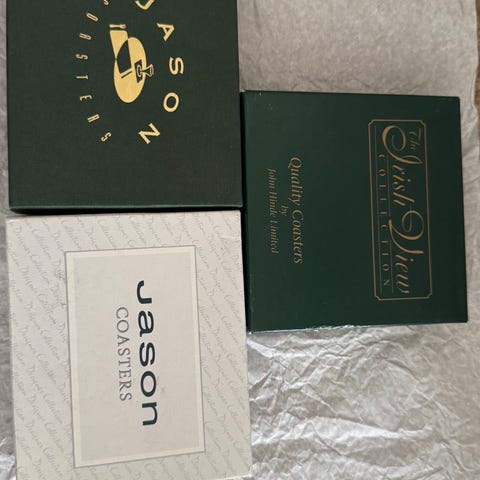 JASON
COASTERS
The
Irish View
COLLECTION
Quality Coasters
by
John Hinde Limited
Jason
COASTERS